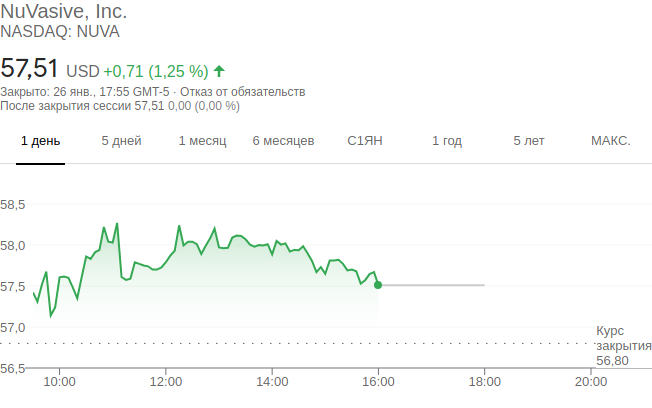 NuVasive, Inc.
NASDAQ: NUVA
57,51 USD +0,71 (1,25 %)
Закрыто: 26 янв., 17:55 GMT-5 · Отказ от обязательств
После закрытия сессии 57,51 0,00 (0,00 %)
1 день 5 дней 1 месяц 6 месяцев С1ЯН 1 год 5 лет МАКС.
58,5
58,0
57,5
57,0
Курс
закрытия
56,80
56,5
10:00 12:00 14:00 16:00 18:00 20:00